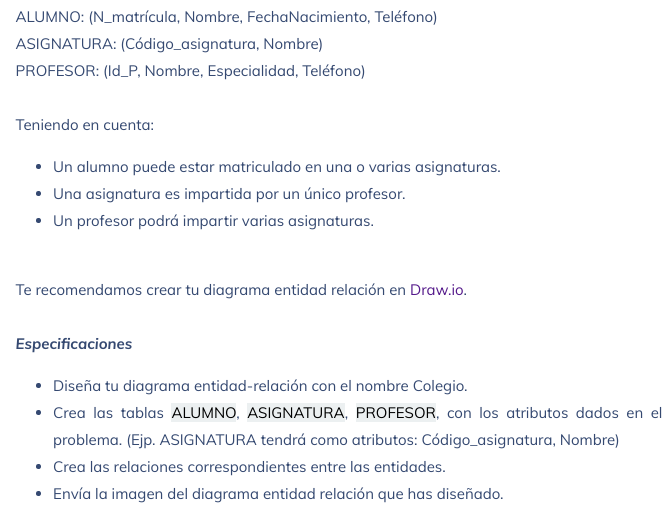 ALUMNO: (N_matrícula, Nombre, FechaNacimiento, Teléfono)
ASIGNATURA: (Código_asignatura, Nombre)
PROFESOR: (Id_P, Nombre, Especialidad, Teléfono)
Teniendo en cuenta:
• Un alumno puede estar matriculado en una o varias asignaturas.
• Una asignatura es impartida por un único profesor.
• Un profesor podrá impartir varias asignaturas.
Te recomendamos crear tu diagrama entidad relación en Draw.io.
Especificaciones
• Diseña tu diagrama entidad-relación con el nombre Colegio.
• Crea las tablas ALUMNO, ASIGNATURA, PROFESOR, con los atributos dados en el
problema. (Ejp. ASIGNATURA tendrá como atributos: Código_asignatura, Nombre)
• Crea las relaciones correspondientes entre las entidades.
• Envía la imagen del diagrama entidad relación que has diseñado.